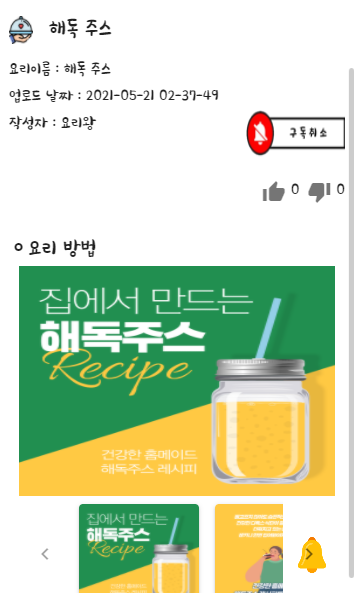 해독 주스
요리이름 : 해독 주스
업로드 날짜 : 2021-05-21 02-37-49
작성자 : 요리왕
구독취소
0 0
ㅇ요리 방법
집에서 만드는
해독주스
Recipe
건강한 홈메이드
해독주스 레시피
집에서 만드는
해독주스
Recipe